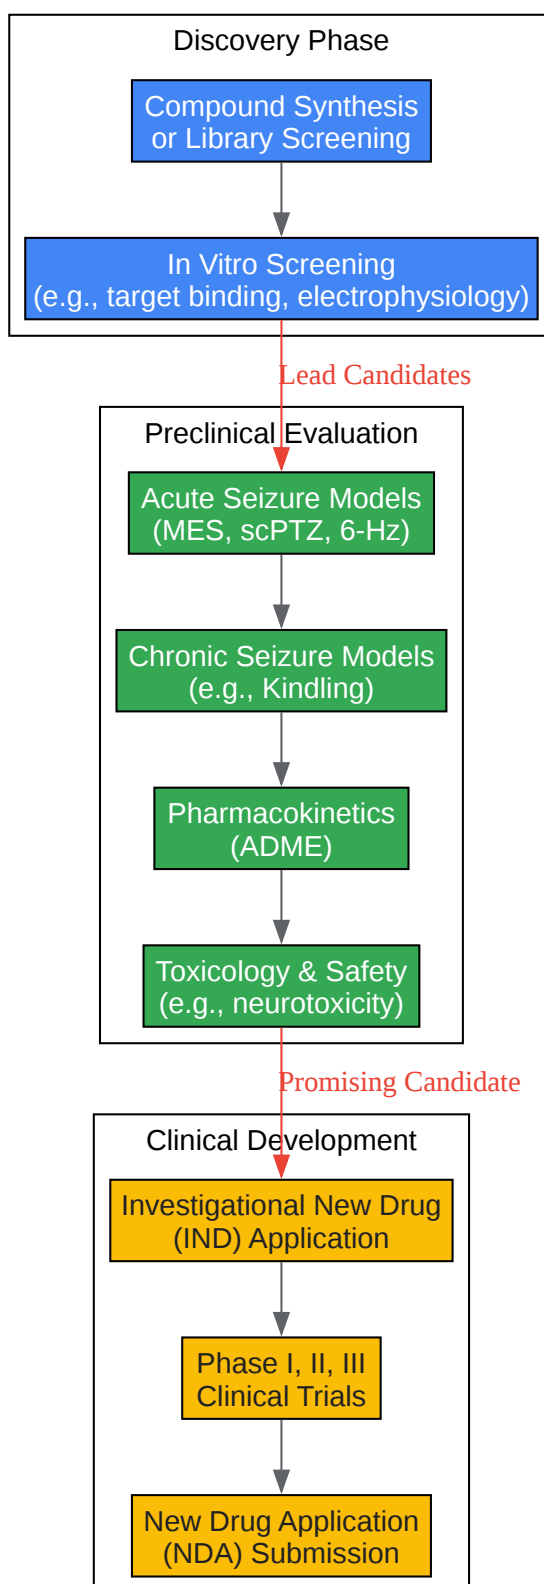 Discovery Phase
Compound Synthesis
or Library Screening
In Vitro Screening
(e.g., target binding, electrophysiology)
Lead Candidates
Preclinical Evaluation
Acute Seizure Models
(MES, scPTZ, 6-Hz)
Chronic Seizure Models
(e.g., Kindling)
Pharmacokinetics
(ADME)
Toxicology & Safety
(e.g., neurotoxicity)
Promising Candidate
Clinical Development
Investigational New Drug
(IND) Application
Phase I, II, III
Clinical Trials
New Drug Application
(NDA) Submission